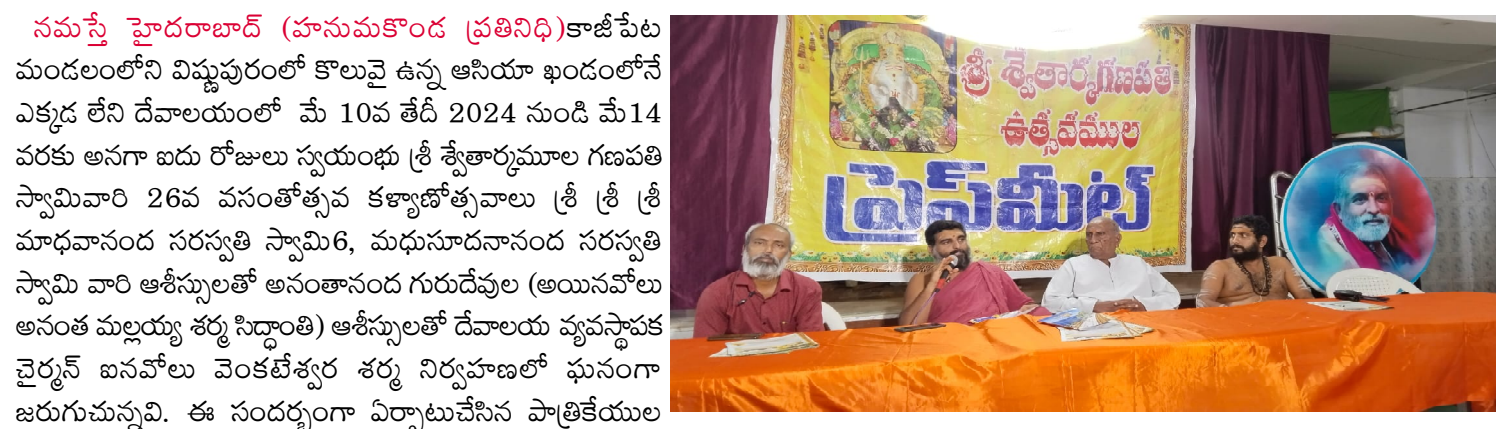 నమస్తే హైదరాబాద్ (హనుమకొండ ప్రతినిధి)కాజీపేట
మండలంలోని విష్ణుపురంలో కొలువై ఉన్న ఆసియా ఖండంలోనే
ఎక్కడ లేని దేవాలయంలో మే 10వ తేదీ 2024 నుండి మే14
వరకు అనగా ఐదు రోజులు స్వయంభు శ్రీ శ్వేతార్కమూల గణపతి
స్వామివారి 26వ వసంతోత్సవ కళ్యాణోత్సవాలు శ్రీ శ్రీ శ్రీ
మాధవానంద సరస్వతి స్వామి6, మధుసూదనానంద సరస్వతి
స్వామి వారి ఆశీస్సులతో అనంతానంద గురుదేవుల (అయినవోలు
అనంత మల్లయ్య శర్మ సిద్ధాంతి) ఆశీస్సులతో దేవాలయ వ్యవస్థాపక
చైర్మన్ ఐనవోలు వెంకటేశ్వర శర్మ నిర్వహణలో ఘనంగా
జరుగుచున్నవి. ఈ సందర్భంగా ఏర్పాటుచేసిన పాత్రికేయుల
శ్రీ శ్వేతార్కగణపతి
ఉత్సవముల
ప్రెస్‌మీట్